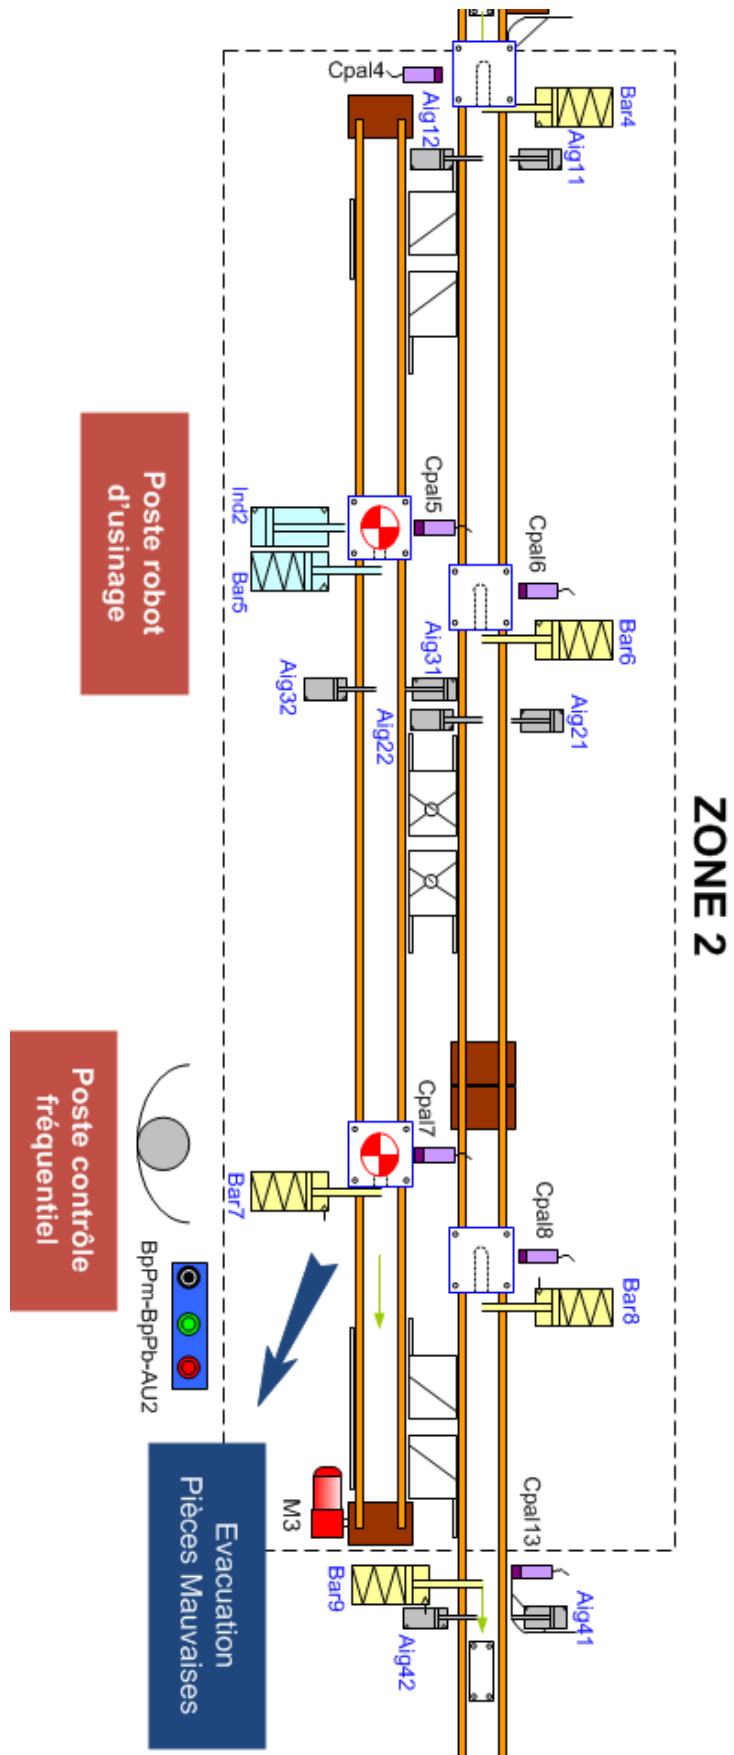 Cpal4
Bar4
Aig12
Aig11
Poste robot
d'usinage
Ind2
Bar5
Cpal5
Cpal6
Bar6
Aig31
Aig32
Aig22
Aig21
ZONE 2
Poste contrôle
fréquentiel
Cpal7
Bar7
Cpal8
Bar8
BpPm-BpPb-AU2
Evacuation
Pièces Mauvaises
M3
Cpal13
Bar9
Aig41
Aig42